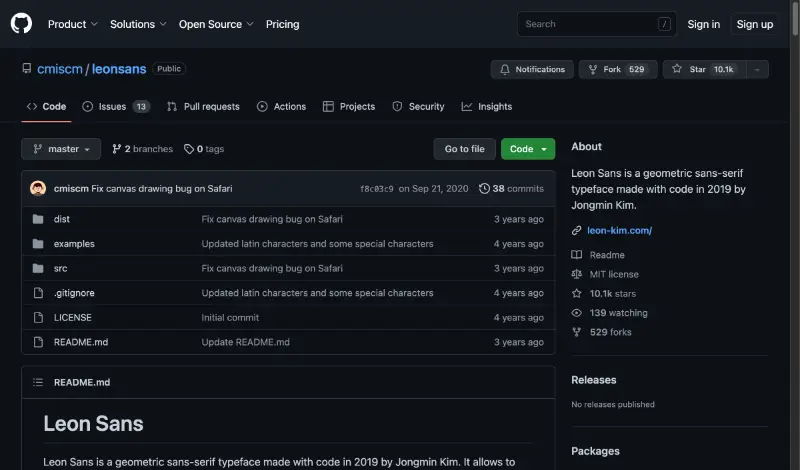 Product Solutions Open Source Pricing Search / Sign in Sign up
cmiscm / leonsans Public Notifications Fork 529 Star 10.1k
Code Issues 13 Pull requests Actions Projects Security Insights
master 2 branches 0 tags Go to file Code
cmiscm Fix canvas drawing bug on Safari f8c03c9 on Sep 21, 2020 38 commits
dist Fix canvas drawing bug on Safari 3 years ago
examples Updated latin characters and some special characters 4 years ago
src Fix canvas drawing bug on Safari 3 years ago
.gitignore Updated latin characters and some special characters 4 years ago
LICENSE Initial commit 4 years ago
README.md Update README.md 3 years ago
README.md
Leon Sans
Leon Sans is a geometric sans-serif typeface made with code in 2019 by Jongmin Kim. It allows to
About
Leon Sans is a geometric sans-serif
typeface made with code in 2019 by
Jongmin Kim.
leon-kim.com/
Readme
MIT license
10.1k stars
139 watching
529 forks
Releases
No releases published
Packages